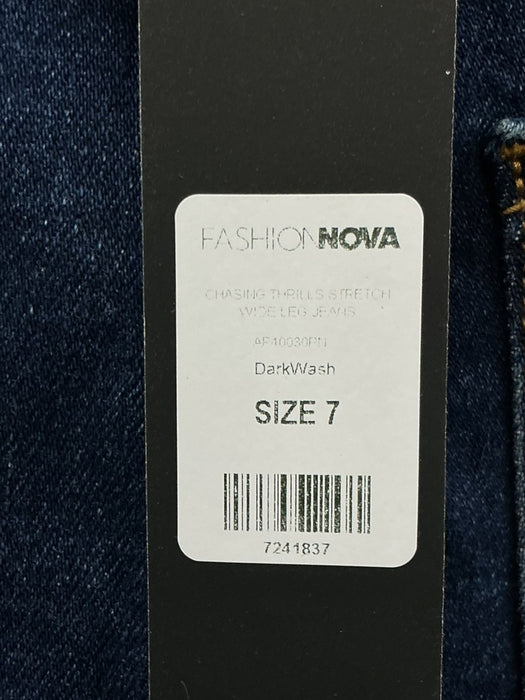 FASHIONNOVA
CHASING THRILLS STRETCH
WIDE LEG JEANS
DarkWash
SIZE 7
7241837